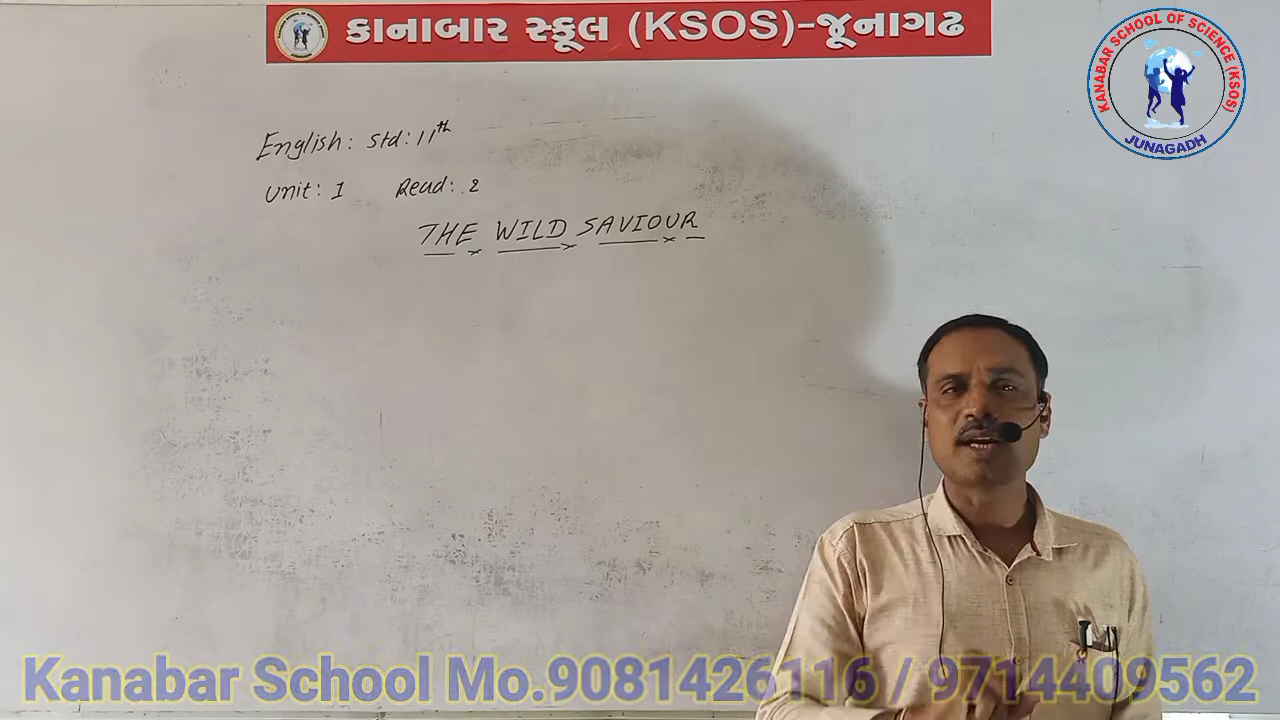 કાનાબાર સ્કૂલ (KSOS)-જૂનાગઢ
KANABAR SCHOOL OF SCIENCE (KSOS)
JUNAGADH
English: Std: 11th
Unit: 1 Read: 2
THE WILD SAVIOUR
Kanabar School Mo.9081426116 / 9714409562